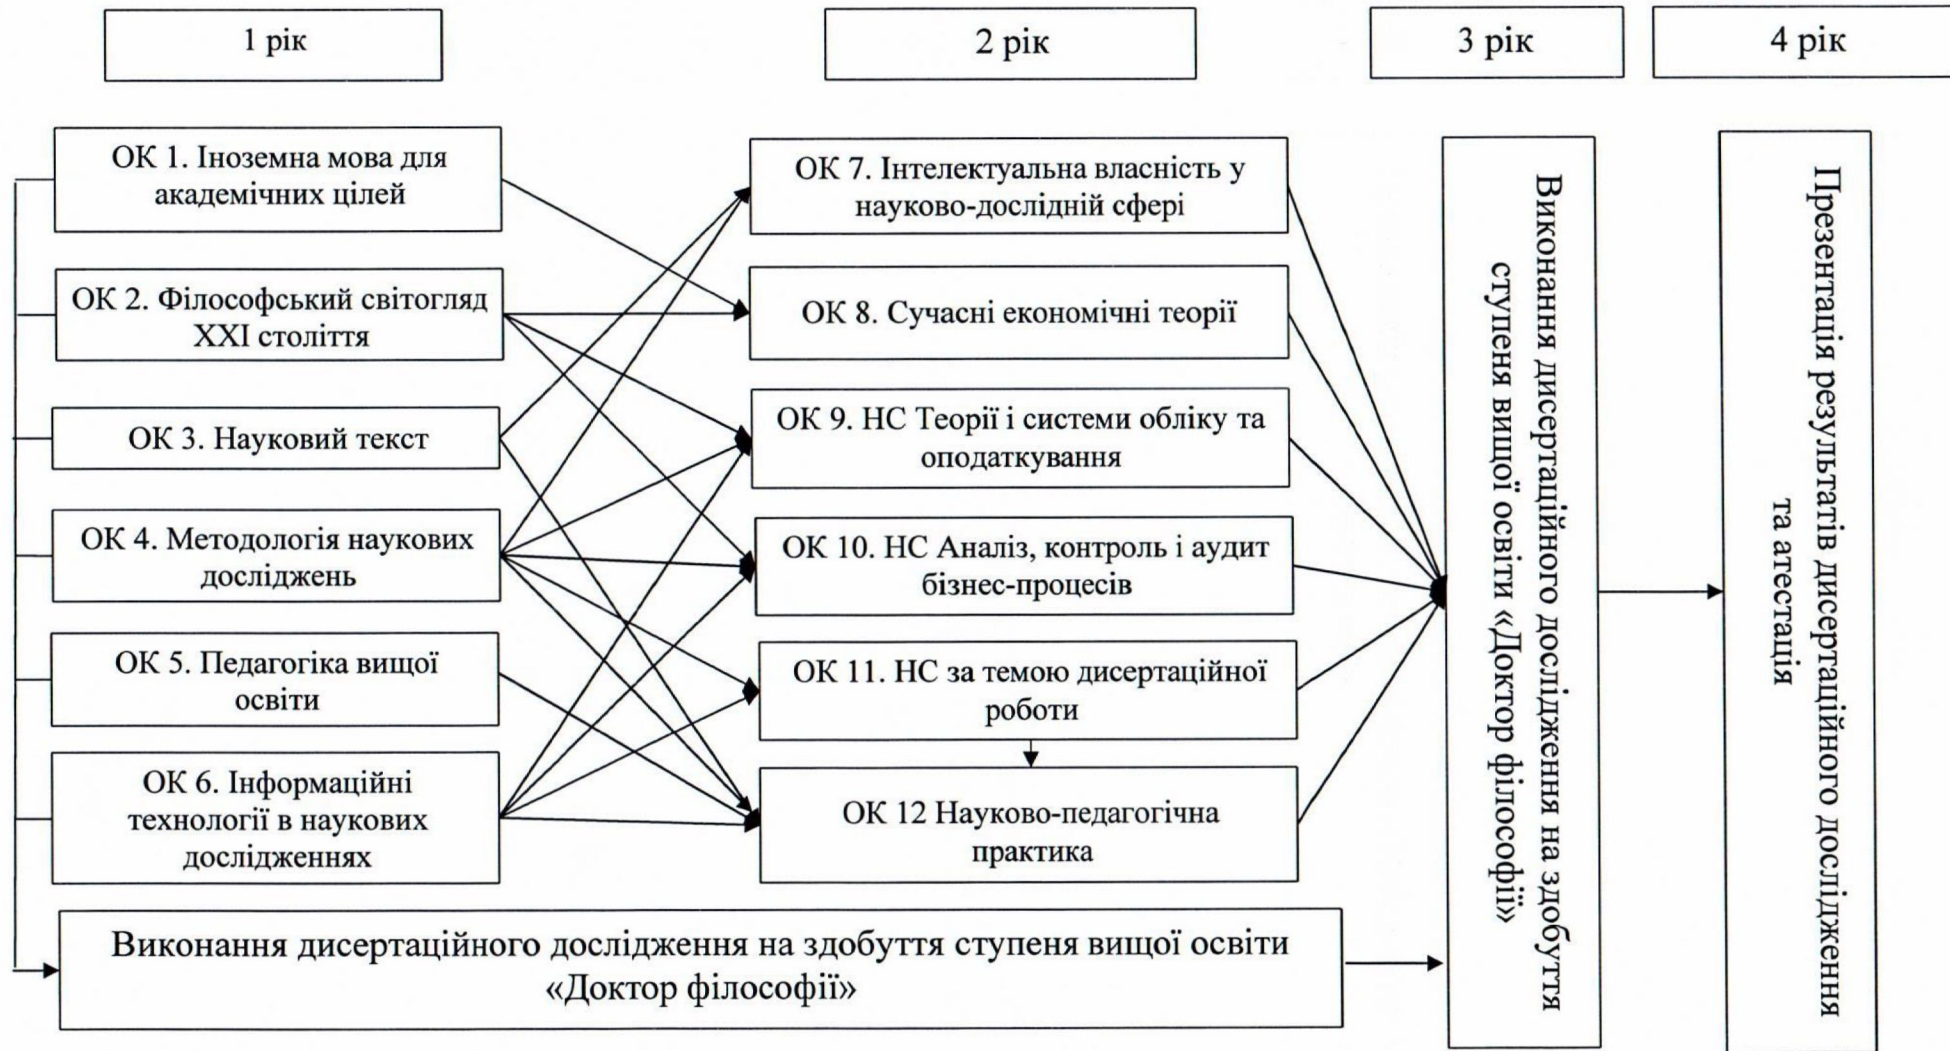 1 рік
2 рік
3 рік
4 рік
ОК 1. Іноземна мова для
академічних цілей
ОК 2. Філософський світогляд
ХХІ століття
ОК 3. Науковий текст
ОК 4. Методологія наукових
досліджень
ОК 5. Педагогіка вищої
освіти
ОК 6. Інформаційні
технології в наукових
дослідженнях
ОК 7. Інтелектуальна власність у
науково-дослідній сфері
ОК 8. Сучасні економічні теорії
ОК 9. НС Теорії і системи обліку та
оподаткування
ОК 10. НС Аналіз, контроль і аудит
бізнес-процесів
ОК 11. НС за темою дисертаційної
роботи
ОК 12 Науково-педагогічна
практика
Виконання дисертаційного дослідження на здобуття ступеня вищої освіти
«Доктор філософії»
Виконання дисертаційного дослідження на здобуття
ступеня вищої освіти «Доктор філософії»
Презентація результатів дисертаційного дослідження
та атестація